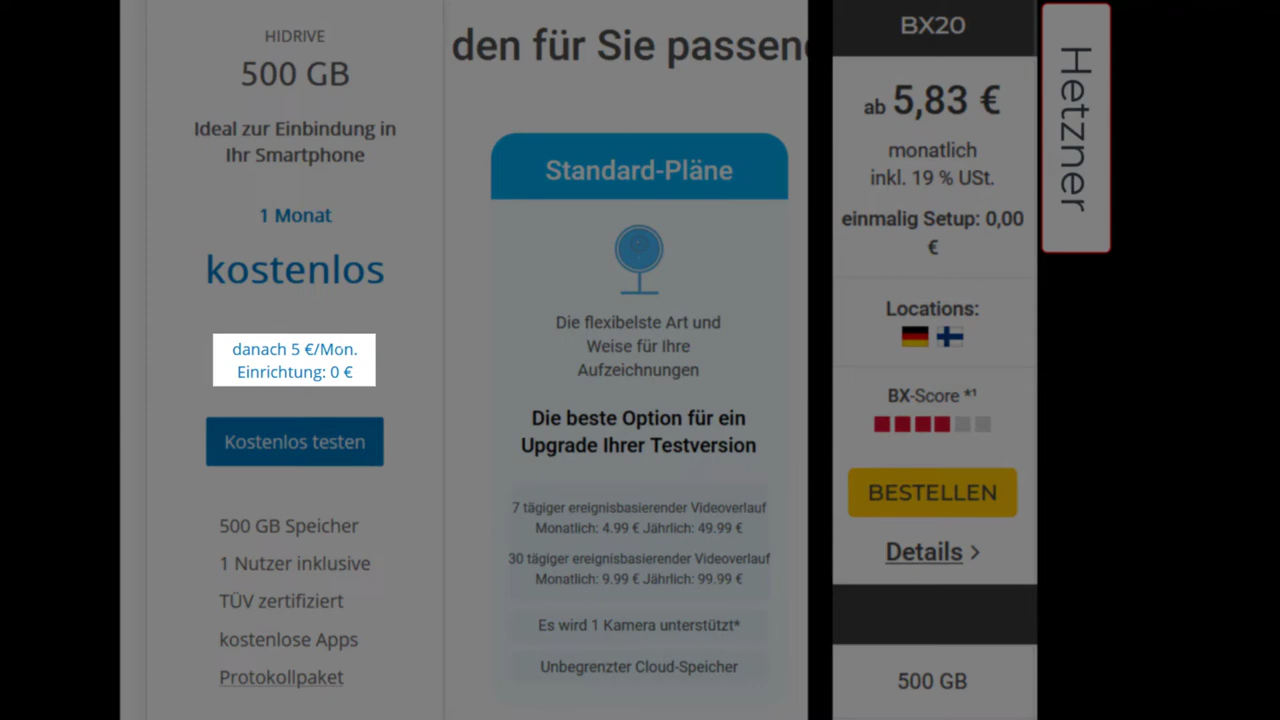 HIDRIVE
500 GB
Ideal zur Einbindung in
Ihr Smartphone
1 Monat
kostenlos
danach 5 €/Mon.
Einrichtung: 0 €
Kostenlos testen
500 GB Speicher
1 Nutzer inklusive
TÜV zertifiziert
kostenlose Apps
Protokollpaket
den für Sie passend
Standard-Pläne
Die flexibelste Art und
Weise für Ihre
Aufzeichnungen
Die beste Option für ein
Upgrade Ihrer Testversion
7 tägiger ereignisbasierender Videoverlauf
Monatlich: 4.99 € Jährlich: 49.99 €
30 tägiger ereignisbasierender Videoverlauf
Monatlich: 9.99 € Jährlich: 99.99 €
Es wird 1 Kamera unterstützt*
Unbegrenzter Cloud-Speicher
BX20
ab 5,83 €
monatlich
inkl. 19 % USt.
einmalig Setup: 0,00
€
Locations:
BX-Score *¹
BESTELLEN
Details >
500 GB
Hetzner